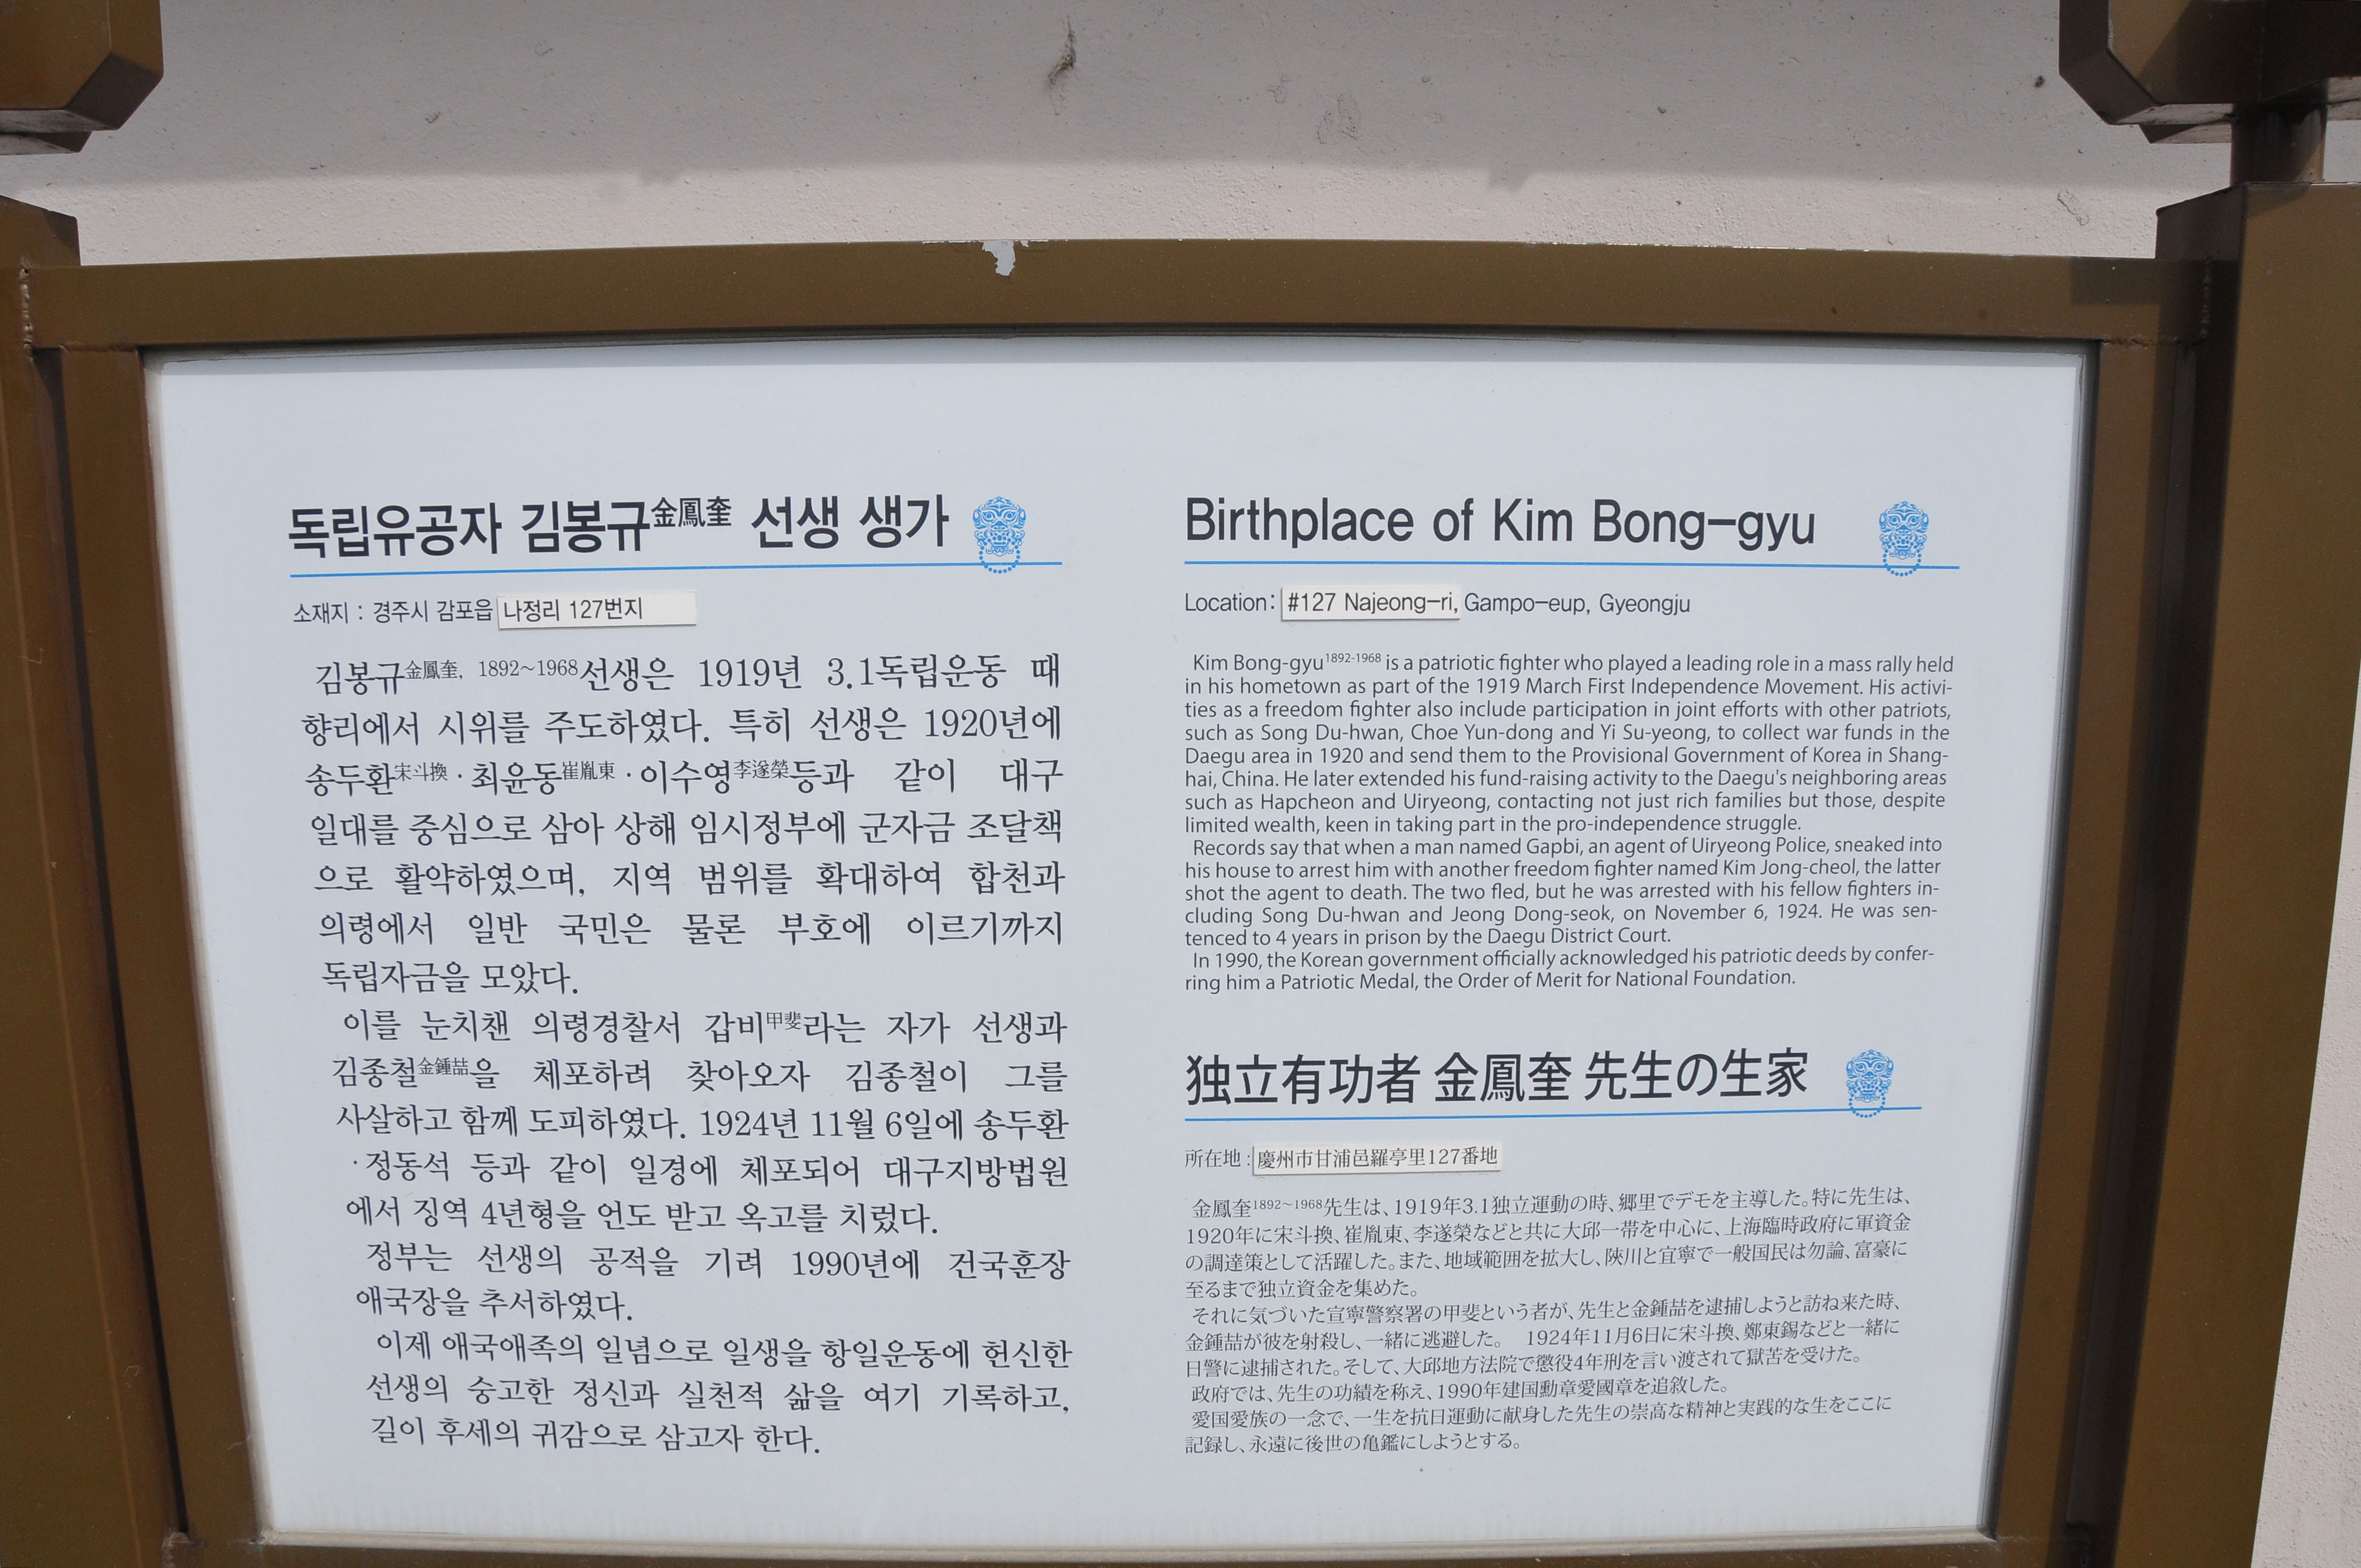 독립유공자 김봉규金鳳奎 선생 생가
소재지 : 경주시 감포읍 나정리 127번지
김봉규金鳳奎, 1892~1968선생은 1919년 3.1독립운동 때
향리에서 시위를 주도하였다. 특히 선생은 1920년에
송두환宋斗換·최윤동崔胤東·이수영李遂榮등과 같이 대구
일대를 중심으로 삼아 상해 임시정부에 군자금 조달책
으로 활약하였으며, 지역 범위를 확대하여 합천과
의령에서 일반 국민은 물론 부호에 이르기까지
독립자금을 모았다.
이를 눈치챈 의령경찰서 갑비甲斐라는 자가 선생과
김종철金鍾喆을 체포하려 찾아오자 김종철이 그를
사살하고 함께 도피하였다. 1924년 11월 6일에 송두환
·정동석 등과 같이 일경에 체포되어 대구지방법원
에서 징역 4년형을 언도 받고 옥고를 치렀다.
정부는 선생의 공적을 기려 1990년에 건국훈장
애국장을 추서하였다.
이제 애국애족의 일념으로 일생을 항일운동에 헌신한
선생의 숭고한 정신과 실천적 삶을 여기 기록하고,
길이 후세의 귀감으로 삼고자 한다.
Birthplace of Kim Bong-gyu
Location: #127 Najeong-ri, Gampo-eup, Gyeongju
Kim Bong-gyu1892-1968 is a patriotic fighter who played a leading role in a mass rally held
in his hometown as part of the 1919 March First Independence Movement. His activi-
ties as a freedom fighter also include participation in joint efforts with other patriots,
such as Song Du-hwan, Choe Yun-dong and Yi Su-yeong, to collect war funds in the
Daegu area in 1920 and send them to the Provisional Government of Korea in Shang-
hai, China. He later extended his fund-raising activity to the Daegu's neighboring areas
such as Hapcheon and Uiryeong, contacting not just rich families but those, despite
limited wealth, keen in taking part in the pro-independence struggle.
Records say that when a man named Gapbi, an agent of Uiryeong Police, sneaked into
his house to arrest him with another freedom fighter named Kim Jong-cheol, the latter
shot the agent to death. The two fled, but he was arrested with his fellow fighters in-
cluding Song Du-hwan and Jeong Dong-seok, on November 6, 1924. He was sen-
tenced to 4 years in prison by the Daegu District Court.
In 1990, the Korean government officially acknowledged his patriotic deeds by confer-
ring him a Patriotic Medal, the Order of Merit for National Foundation.
独立有功者 金鳳奎 先生の生家
所在地 : 慶州市甘浦邑羅亭里127番地
金鳳奎1892~1968先生は、1919年3.1独立運動の時、郷里でデモを主導した。特に先生は、
1920年に宋斗換、崔胤東、李遂榮などと共に大邱一帯を中心に、上海臨時政府に軍資金
の調達策として活躍した。また、地域範囲を拡大し、陜川と宜寧で一般国民は勿論、富豪に
至るまで独立資金を集めた。
それに気づいた宣寧警察署の甲斐という者が、先生と金鍾喆を逮捕しようと訪ね来た時、
金鍾喆が彼を射殺し、一緒に逃避した。 1924年11月6日に宋斗換、鄭東錫などと一緒に
日警に逮捕された。そして、大邱地方法院で懲役4年刑を言い渡されて獄苦を受けた。
政府では、先生の功績を称え、1990年建国勳章愛國章を追敘した。
愛国愛族の一念で、一生を抗日運動に献身した先生の崇高な精神と実践的な生をここに
記録し、永遠に後世の亀鑑にしようとする。